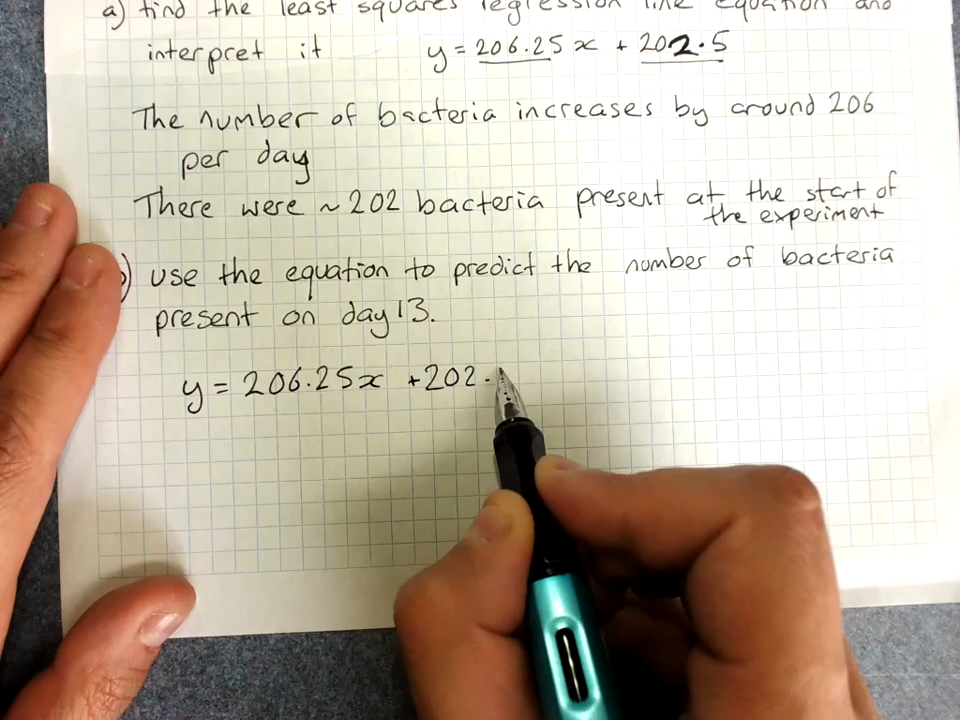 a) find the least squares regression line equation and
interpret it y = 206.25x + 202.5
The number of bacteria increases by around 206
per day
There were ~ 202 bacteria present at the start of
the experiment
b) use the equation to predict the number of bacteria
present on day 13.
y = 206.25x + 202.